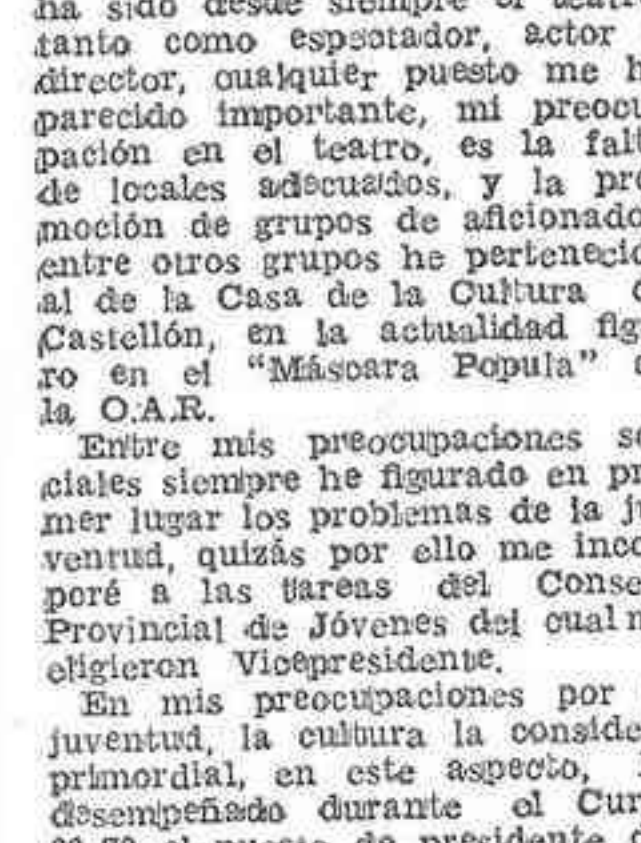 ha sido desde siempre el teatro
tanto como espectador, actor
director, cualquier puesto me h
parecido importante, mi preocu
pación en el teatro, es la falt
de locales adecuados, y la pro
moción de grupos de aficionado
entre otros grupos he pertenecid
al de la Casa de la Cultura d
Castellón, en la actualidad fig
ro en el "Máscara Popula" d
la O.A.R.
Entre mis preocupaciones so
ciales siempre he figurado en pr
mer lugar los problemas de la ju
ventud, quizás por ello me inco
poré a las tareas del Conse
Provincial de Jóvenes del cual m
eligieron Vicepresidente.
En mis preocupaciones por
juventud, la cultura la conside
primordial, en este aspecto,
desempeñado durante el Cur
el puesto de presidente d